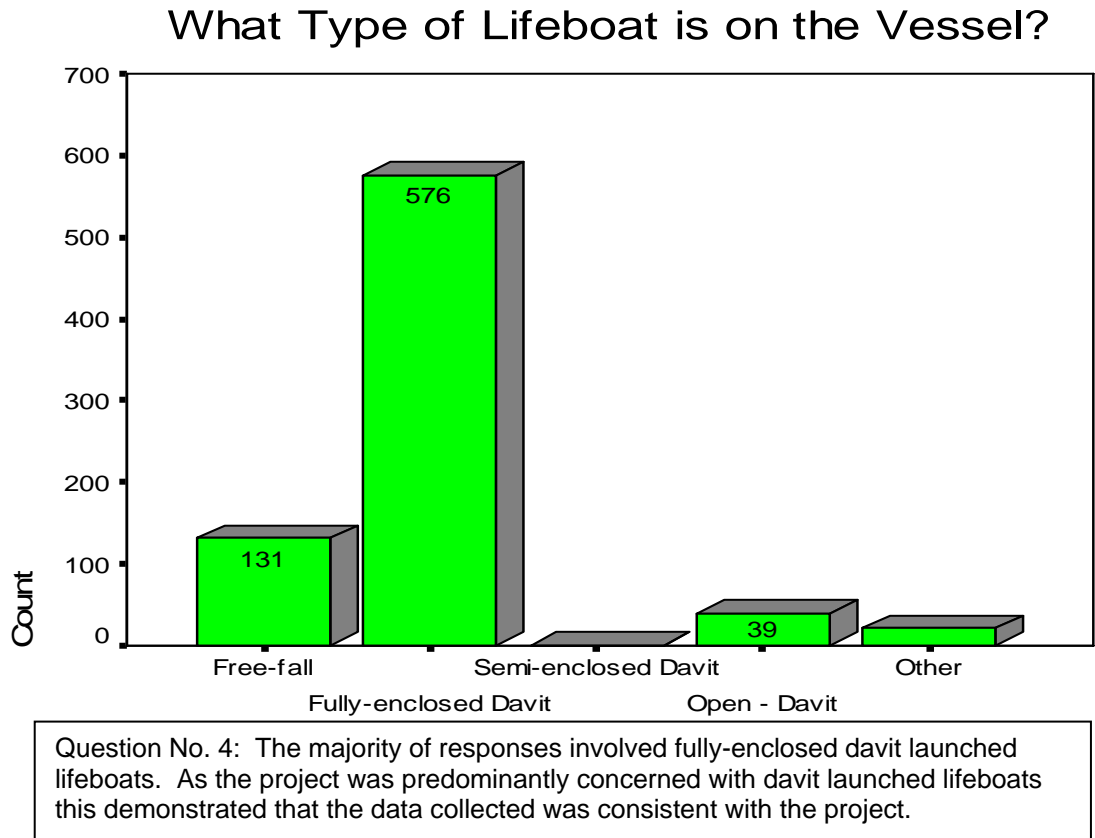 What Type of Lifeboat is on the Vessel?
700
600
500
400
300
200
100
0
Count
576
131
39
Free-fall
Semi-enclosed Davit
Other
Fully-enclosed Davit
Open - Davit
Question No. 4: The majority of responses involved fully-enclosed davit launched
lifeboats. As the project was predominantly concerned with davit launched lifeboats
this demonstrated that the data collected was consistent with the project.